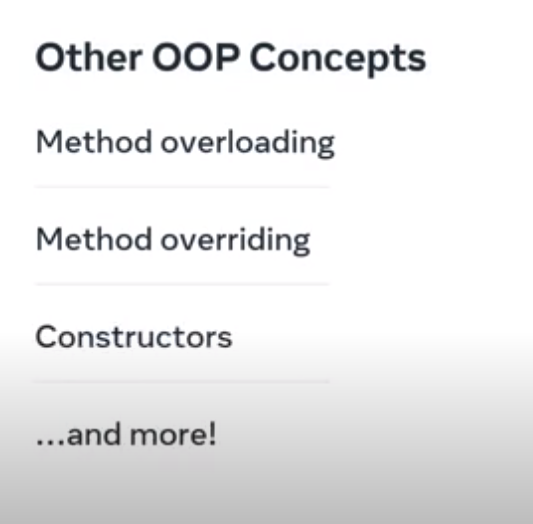 Other OOP Concepts
Method overloading
Method overriding
Constructors
...and more!